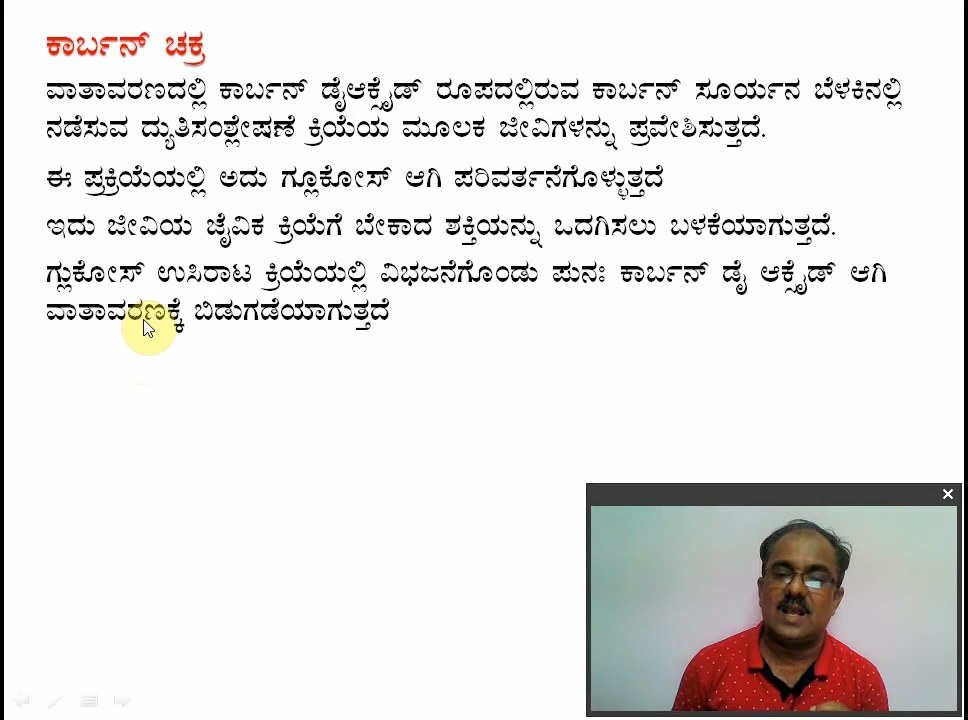 ಕಾರ್ಬನ್ ಚಕ್ರ
ವಾತಾವರಣದಲ್ಲಿ ಕಾರ್ಬನ್ ಡೈಆಕ್ಸೈಡ್ ರೂಪದಲ್ಲಿರುವ ಕಾರ್ಬನ್ ಸೂರ್ಯನ ಬೆಳಕಿನಲ್ಲಿ
ನಡೆಸುವ ದ್ಯುತಿಸಂಶ್ಲೇಷಣೆ ಕ್ರಿಯೆಯ ಮೂಲಕ ಜೀವಿಗಳನ್ನು ಪ್ರವೇಶಿಸುತ್ತದೆ.
ಈ ಪ್ರಕ್ರಿಯೆಯಲ್ಲಿ ಅದು ಗ್ಲೂಕೋಸ್ ಆಗಿ ಪರಿವರ್ತನೆಗೊಳ್ಳುತ್ತದೆ
ಇದು ಜೀವಿಯ ಜೈವಿಕ ಕ್ರಿಯೆಗೆ ಬೇಕಾದ ಶಕ್ತಿಯನ್ನು ಒದಗಿಸಲು ಬಳಕೆಯಾಗುತ್ತದೆ.
ಗ್ಲುಕೋಸ್ ಉಸಿರಾಟ ಕ್ರಿಯೆಯಲ್ಲಿ ವಿಭಜನೆಗೊಂಡು ಪುನಃ ಕಾರ್ಬನ್ ಡೈ ಆಕ್ಸೈಡ್ ಆಗಿ
ವಾತಾವರಣಕ್ಕೆ ಬಿಡುಗಡೆಯಾಗುತ್ತದೆ